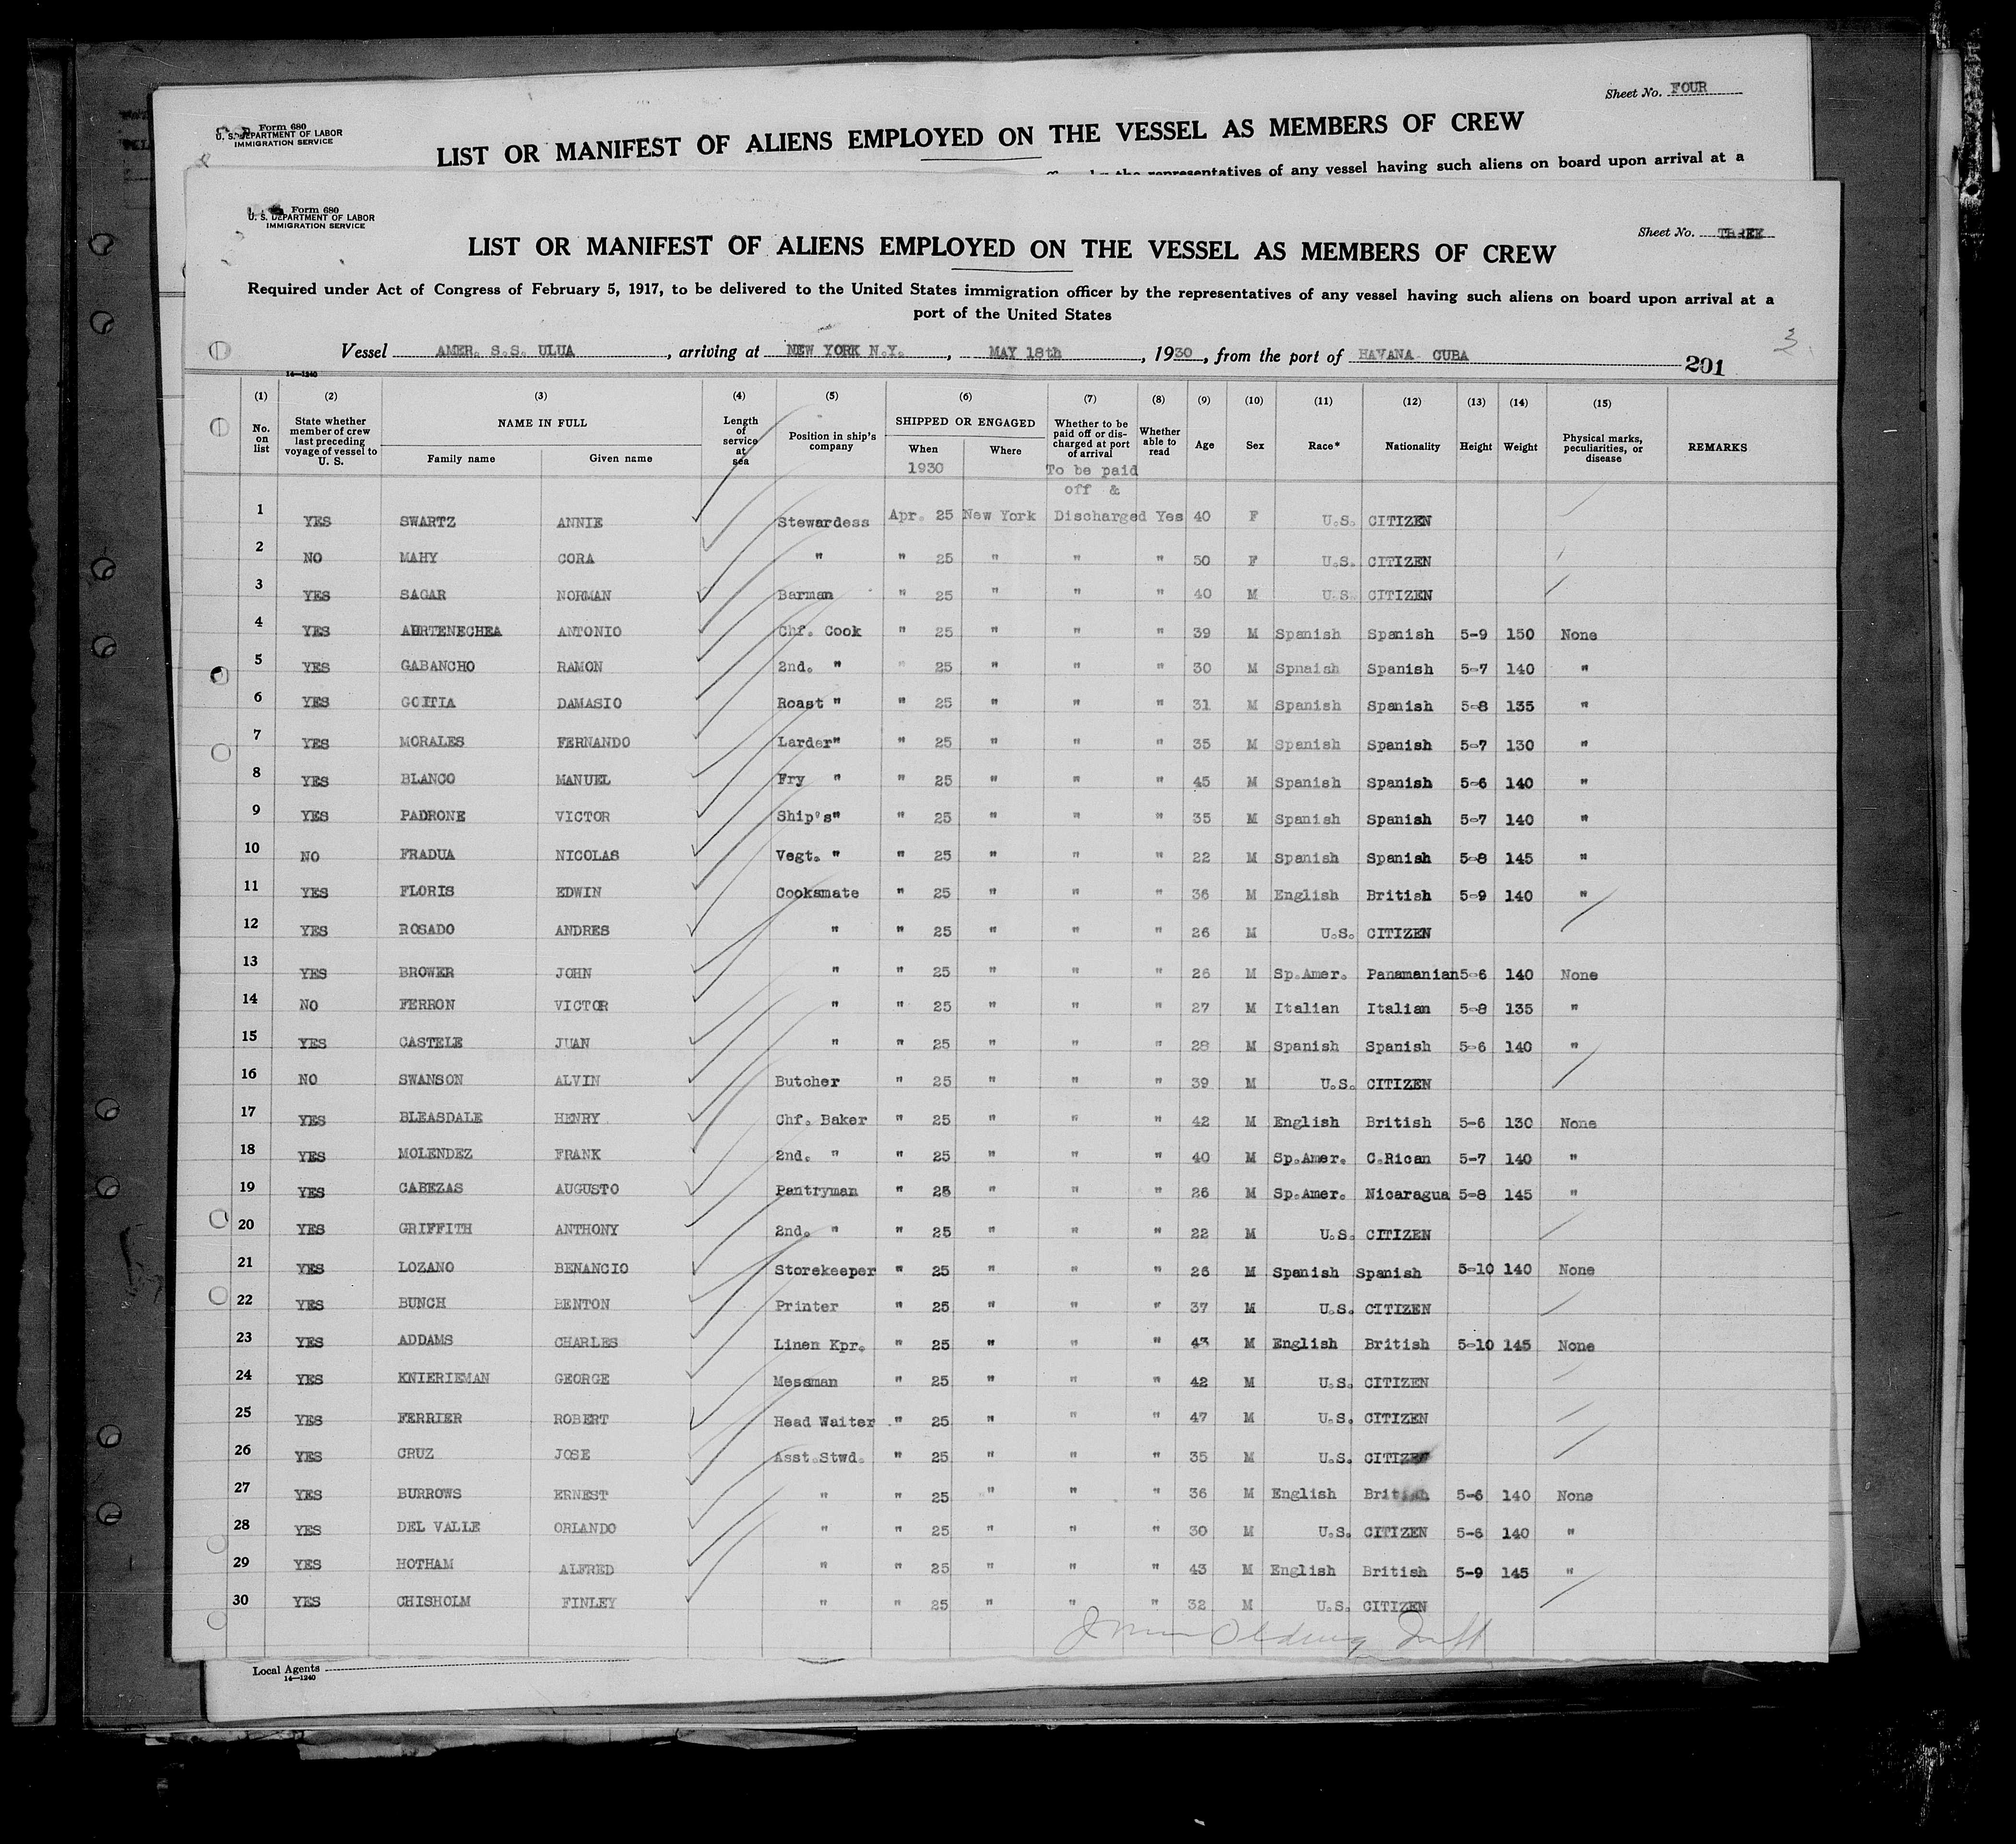 Sheet No. FOUR
Form 680
U. S. DEPARTMENT OF LABOR
IMMIGRATION SERVICE
LIST OR MANIFEST OF ALIENS EMPLOYED ON THE VESSEL AS MEMBERS OF CREW
by the representatives of any vessel having such aliens on board upon arrival at a
Form 680
U. S. DEPARTMENT OF LABOR
IMMIGRATION SERVICE
Sheet No. THREE
LIST OR MANIFEST OF ALIENS EMPLOYED ON THE VESSEL AS MEMBERS OF CREW
Required under Act of Congress of February 5, 1917, to be delivered to the United States immigration officer by the representatives of any vessel having such aliens on board upon arrival at a
port of the United States
3
Vessel AMER. S.S. ULUA, arriving at NEW YORK N.Y., MAY 18th, 1930, from the port of HAVANA CUBA
201
14—1240
(1) (2) (3) (4) (5) (6) (7) (8) (9) (10) (11) (12) (13) (14) (15)
No. on list | State whether member of crew last preceding voyage of vessel to U. S. | NAME IN FULL Family name Given name | Length of service at sea | Position in ship's company | SHIPPED OR ENGAGED When Where | Whether to be paid off or discharged at port of arrival | Whether able to read | Age | Sex | Race* | Nationality | Height | Weight | Physical marks, peculiarities, or disease | REMARKS
1930 To be paid
off &
1 YES SWARTZ ANNIE Stewardess Apr. 25 New York Discharged Yes 40 F U.S. CITIZEN
2 NO MAHY CORA " " 25 " " " 50 F U.S. CITIZEN
3 YES SAGAR NORMAN Barman " 25 " " " 40 M U.S. CITIZEN
4 YES AURTENECHEA ANTONIO Chf. Cook " 25 " " " 39 M Spanish Spanish 5-9 150 None
5 YES GABANCHO RAMON 2nd. " " 25 " " " 30 M Spnaish Spanish 5-7 140 "
6 YES GOITIA DAMASIO Roast " " 25 " " " 31 M Spanish Spanish 5-8 135 "
7 YES MORALES FERNANDO Larder" " 25 " " " 35 M Spanish Spanish 5-7 130 "
8 YES BLANCO MANUEL Fry " " 25 " " " 45 M Spanish Spanish 5-6 140 "
9 YES PADRONE VICTOR Ship's" " 25 " " " 35 M Spanish Spanish 5-7 140 "
10 NO FRADUA NICOLAS Vegt. " " 25 " " " 22 M Spanish Spanish 5-8 145 "
11 YES FLORIS EDWIN Cooksmate " 25 " " " 36 M English British 5-9 140 "
12 YES ROSADO ANDRES " " 25 " " " 26 M U.S. CITIZEN
13 YES BROWER JOHN " " 25 " " " 26 M Sp.Amer. Panamanian 5-6 140 None
14 NO FERRON VICTOR " " 25 " " " 27 M Italian Italian 5-8 135 "
15 YES CASTELE JUAN " " 25 " " " 28 M Spanish Spanish 5-6 140 "
16 NO SWANSON ALVIN Butcher " 25 " " " 39 M U.S. CITIZEN
17 YES BLEASDALE HENRY Chf. Baker " 25 " " " 42 M English British 5-6 130 None
18 YES MOLENDEZ FRANK 2nd. " " 25 " " " 40 M Sp.Amer. C.Rican 5-7 140 "
19 YES CABEZAS AUGUSTO Pantryman " 25 " " " 26 M Sp.Amer. Nicaragua 5-8 145 "
20 YES GRIFFITH ANTHONY 2nd. " " 25 " " " 22 M U.S. CITIZEN
21 YES LOZANO BENANCIO Storekeeper " 25 " " " 26 M Spanish Spanish 5-10 140 None
22 YES BUNCH BENTON Printer " 25 " " " 37 M U.S. CITIZEN
23 YES ADDAMS CHARLES Linen Kpr. " 25 " " " 43 M English British 5-10 145 None
24 YES KNIERIEMAN GEORGE Messman " 25 " " " 42 M U.S. CITIZEN
25 YES FERRIER ROBERT Head Waiter " 25 " " " 47 M U.S. CITIZEN
26 YES CRUZ JOSE Asst.Stwd. " 25 " " " 35 M U.S. CITIZEN
27 YES BURROWS ERNEST " " 25 " " " 36 M English British 5-6 140 None
28 YES DEL VALLE ORLANDO " " 25 " " " 30 M U.S. CITIZEN 5-6 140 "
29 YES HOTHAM ALFRED " " 25 " " " 43 M English British 5-9 145 "
30 YES CHISHOLM FINLEY " " 25 " " " 32 M U.S. CITIZEN
Local Agents
14—1240